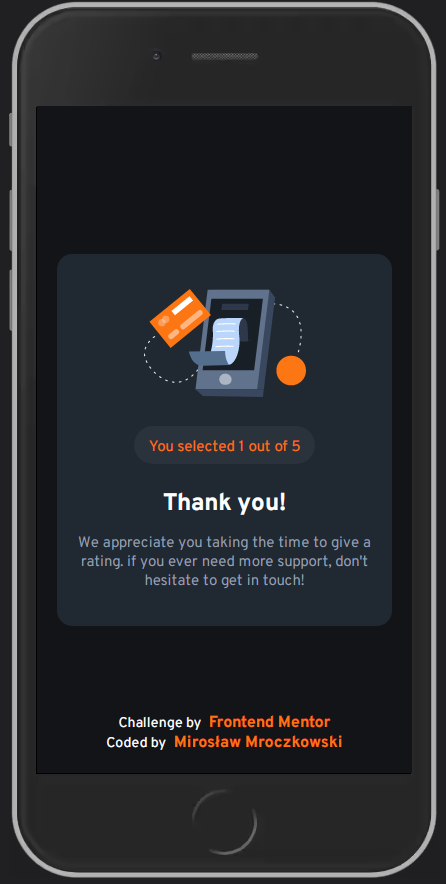 You selected 1 out of 5
Thank you!
We appreciate you taking the time to give a
rating. if you ever need more support, don't
hesitate to get in touch!
Challenge by Frontend Mentor
Coded by Mirosław Mroczkowski